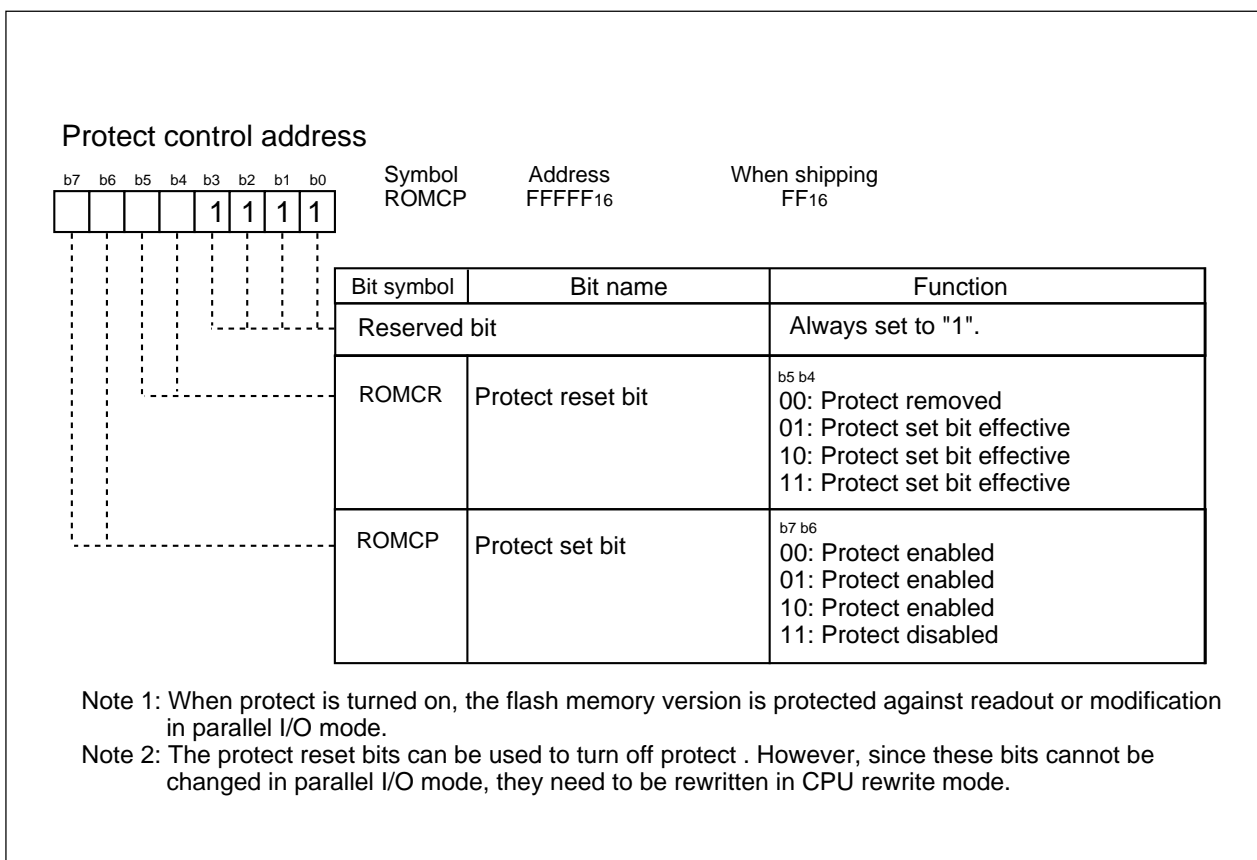 Protect control address
b7 b6 b5 b4 b3 b2 b1 b0
1 1 1 1
Symbol Address When shipping
ROMCP FFFFF16 FF16
Bit symbol Bit name Function
Reserved bit Always set to "1".
ROMCR Protect reset bit
b5 b4
00: Protect removed
01: Protect set bit effective
10: Protect set bit effective
11: Protect set bit effective
ROMCP Protect set bit
b7 b6
00: Protect enabled
01: Protect enabled
10: Protect enabled
11: Protect disabled
Note 1: When protect is turned on, the flash memory version is protected against readout or modification
in parallel I/O mode.
Note 2: The protect reset bits can be used to turn off protect . However, since these bits cannot be
changed in parallel I/O mode, they need to be rewritten in CPU rewrite mode.